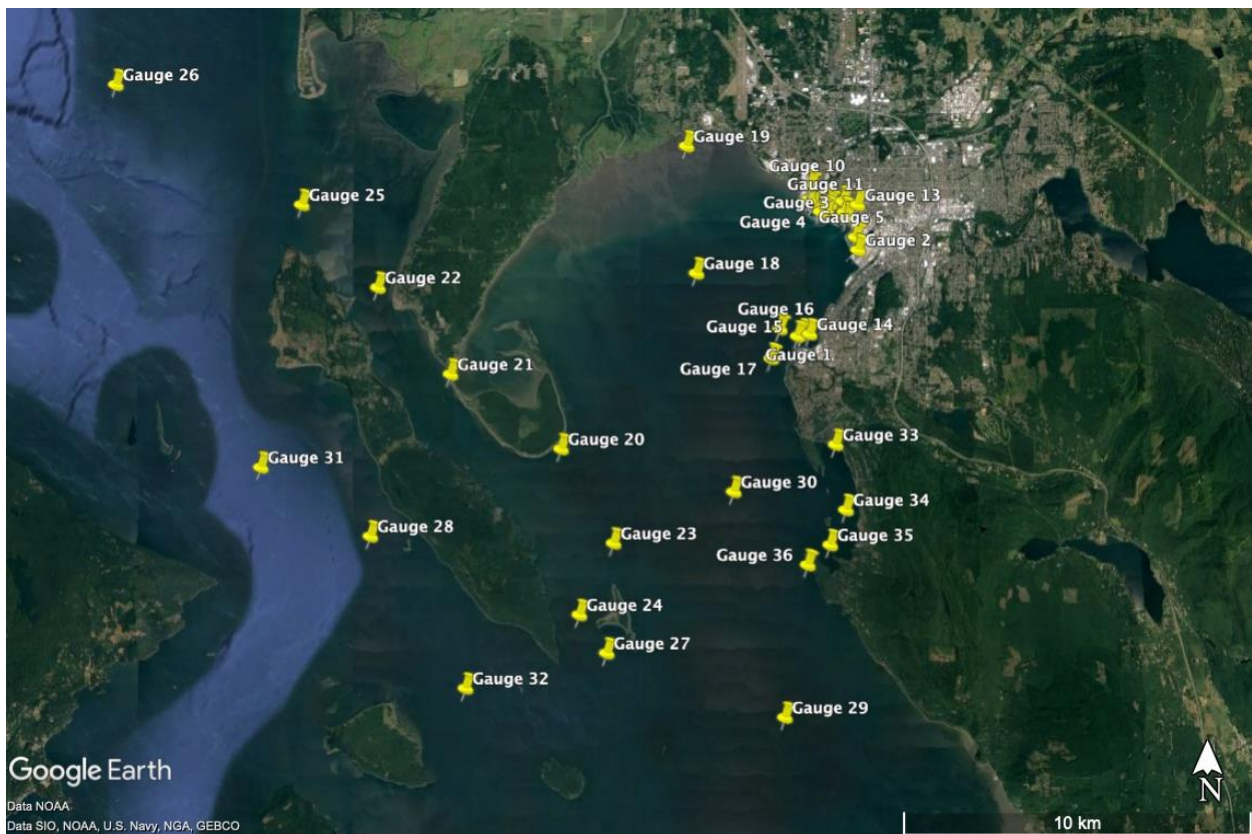 Gauge 26
Gauge 19
Gauge 10
Gauge 11
Gauge 25
Gauge 3
Gauge 13
Gauge 4
Gauge 5
Gauge 2
Gauge 18
Gauge 22
Gauge 16
Gauge 15
Gauge 14
Gauge 1
Gauge 21
Gauge 17
Gauge 20
Gauge 33
Gauge 31
Gauge 30
Gauge 34
Gauge 28
Gauge 23
Gauge 35
Gauge 36
Gauge 24
Gauge 27
Gauge 32
Gauge 29
Google Earth
N
Data NOAA
Data SIO, NOAA, U.S. Navy, NGA, GEBCO
10 km